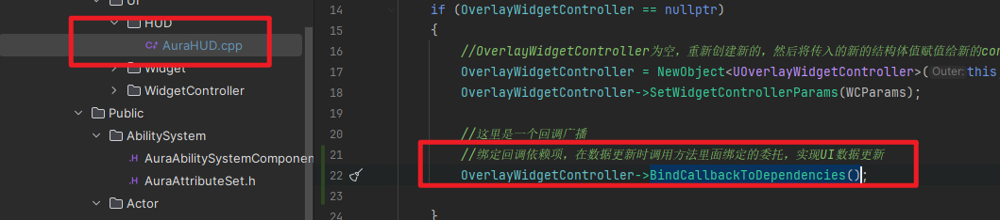 UI
HUD
AuraHUD.cpp
Widget
WidgetController
Public
AbilitySystem
AuraAbilitySystemComponen
AuraAttributeSet.h
Actor
14 if (OverlayWidgetController == nullptr)
15 {
16 //OverlayWidgetController为空，重新创建新的，然后将传入的新的结构体值赋值给新的con
17 OverlayWidgetController = NewObject<UOverlayWidgetController>( Outer: this
18 OverlayWidgetController->SetWidgetControllerParams(WCParams);
19
20 //这里是一个回调广播
21 //绑定回调依赖项，在数据更新时调用方法里面绑定的委托，实现UI数据更新
22 OverlayWidgetController->BindCallbackToDependencies();
23
24 }